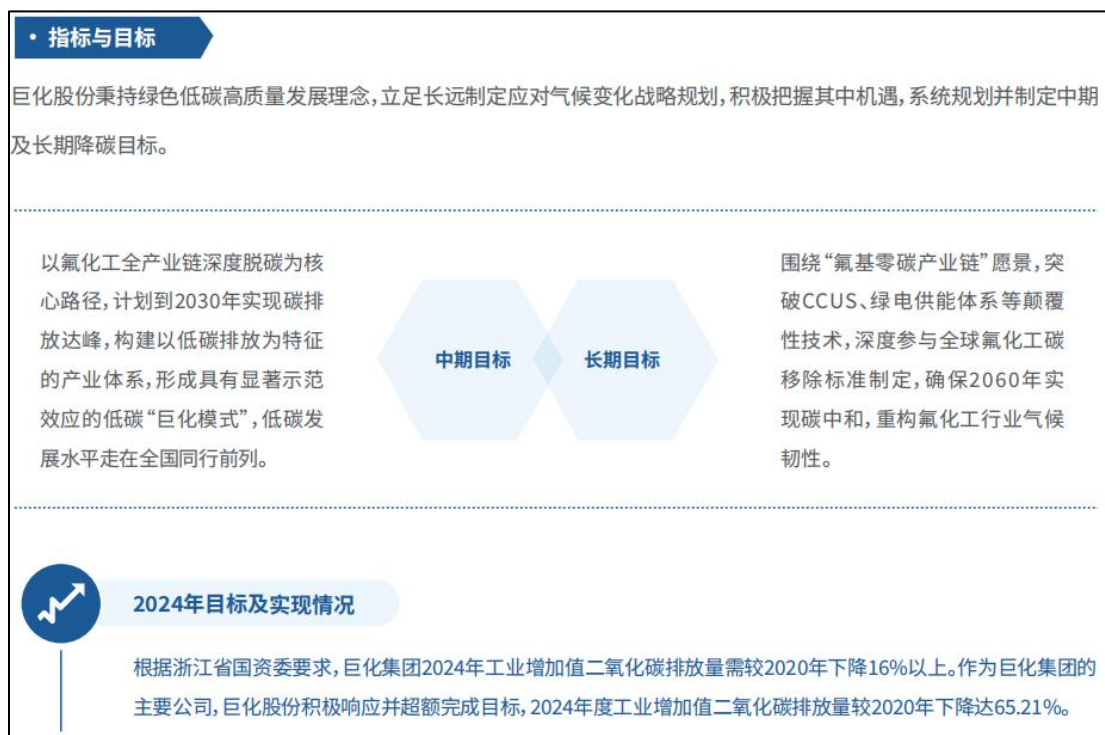 • 指标与目标
巨化股份秉持绿色低碳高质量发展理念，立足长远制定应对气候变化战略规划，积极把握其中机遇，系统规划并制定中期
及长期降碳目标。
以氟化工全产业链深度脱碳为核
心路径，计划到2030年实现碳排
放达峰，构建以低碳排放为特征
的产业体系，形成具有显著示范
效应的低碳“巨化模式”，低碳发
展水平走在全国同行前列。
中期目标
长期目标
围绕“氟基零碳产业链”愿景，突
破CCUS、绿电供能体系等颠覆
性技术，深度参与全球氟化工碳
移除标准制定，确保2060年实
现碳中和，重构氟化工行业气候
韧性。
2024年目标及实现情况
根据浙江省国资委要求，巨化集团2024年工业增加值二氧化碳排放量需较2020年下降16%以上。作为巨化集团的
主要公司，巨化股份积极响应并超额完成目标，2024年度工业增加值二氧化碳排放量较2020年下降达65.21%。